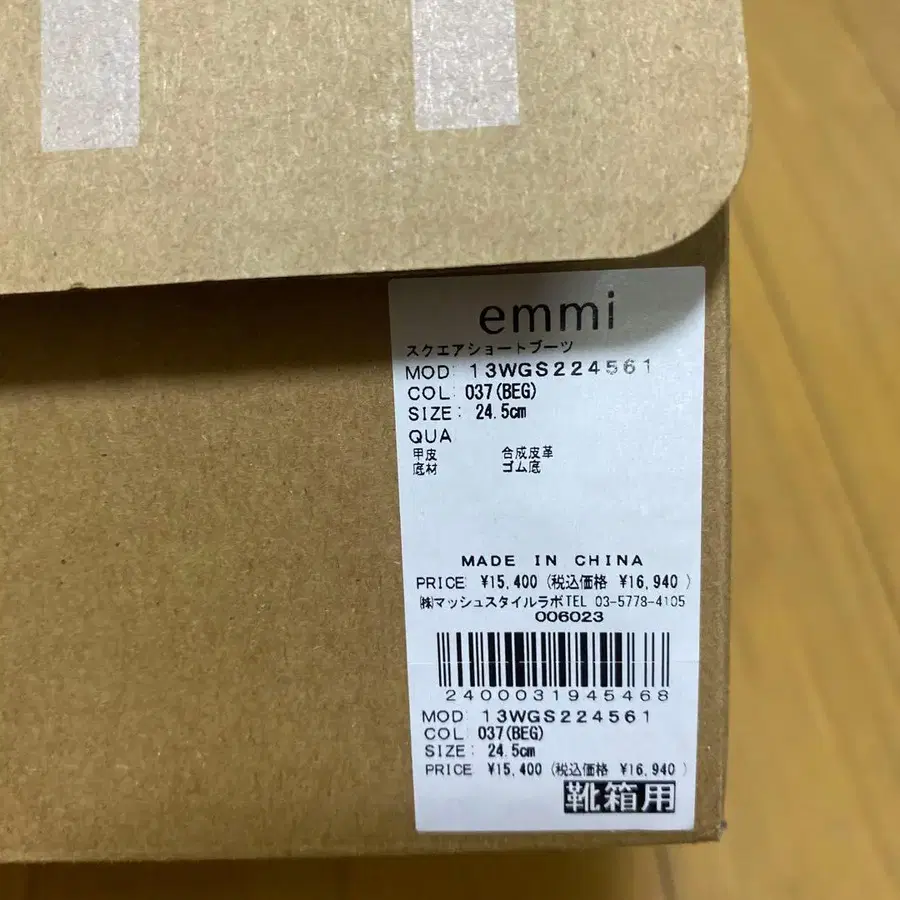 emmi
スクエアショートブーツ
MOD: 13WGS224561
COL: 037(BEG)
SIZE: 24.5cm
QUA
甲皮 合成皮革
底材 ゴム底
MADE IN CHINA
PRICE ¥15,400 (税込価格 ¥16,940 )
㈱マッシュスタイルラボTEL 03-5778-4105
006023
2400031945468
MOD: 13WGS224561
COL: 037(BEG)
SIZE: 24.5cm
PRICE ¥15,400 (税込価格 ¥16,940 )
靴箱用